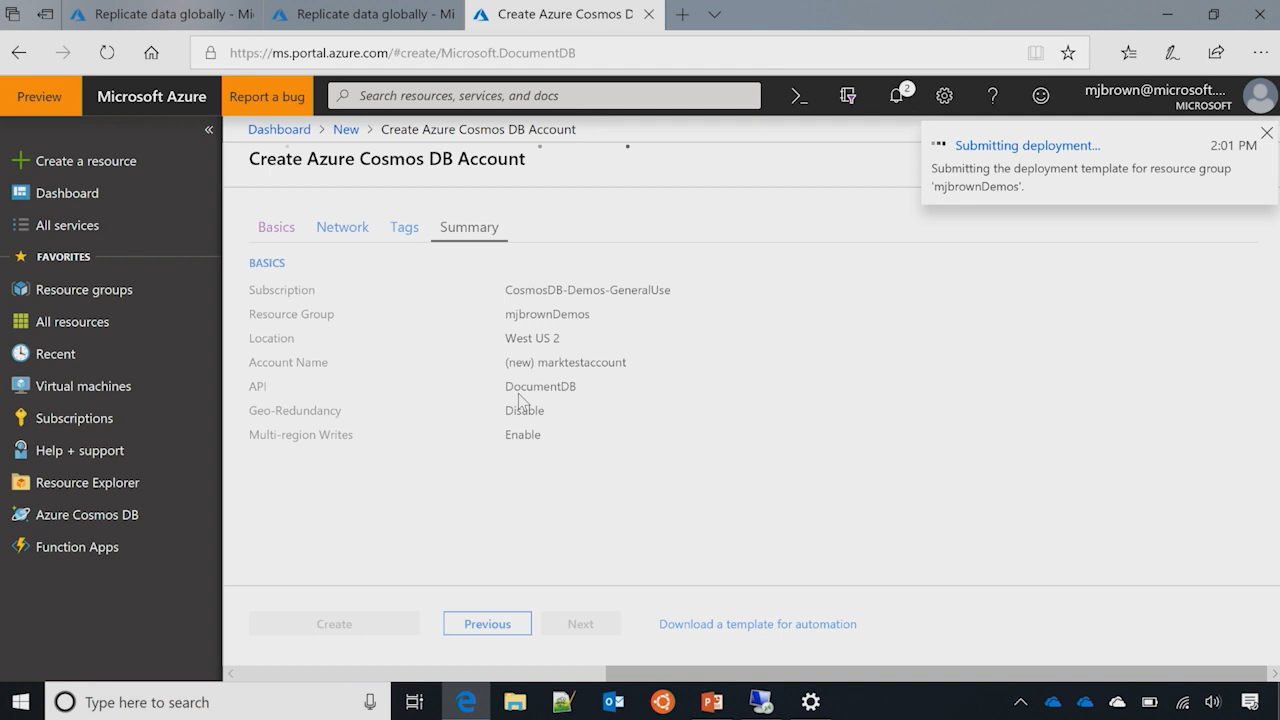 Replicate data globally - Mi
Replicate data globally - Mi
Create Azure Cosmos D
https://ms.portal.azure.com/#create/Microsoft.DocumentDB
Preview
Microsoft Azure
Report a bug
Search resources, services, and docs
2
mjbrown@microsoft....
MICROSOFT
Dashboard > New > Create Azure Cosmos DB Account
Create Azure Cosmos DB Account
Submitting deployment... 2:01 PM
Submitting the deployment template for resource group
'mjbrownDemos'.
Create a resource
Dashboard
All services
FAVORITES
Resource groups
All resources
Recent
Virtual machines
Subscriptions
Help + support
Resource Explorer
Azure Cosmos DB
Function Apps
Basics Network Tags Summary
BASICS
Subscription CosmosDB-Demos-GeneralUse
Resource Group mjbrownDemos
Location West US 2
Account Name (new) marktestaccount
API DocumentDB
Geo-Redundancy Disable
Multi-region Writes Enable
Create Previous Next Download a template for automation
Type here to search